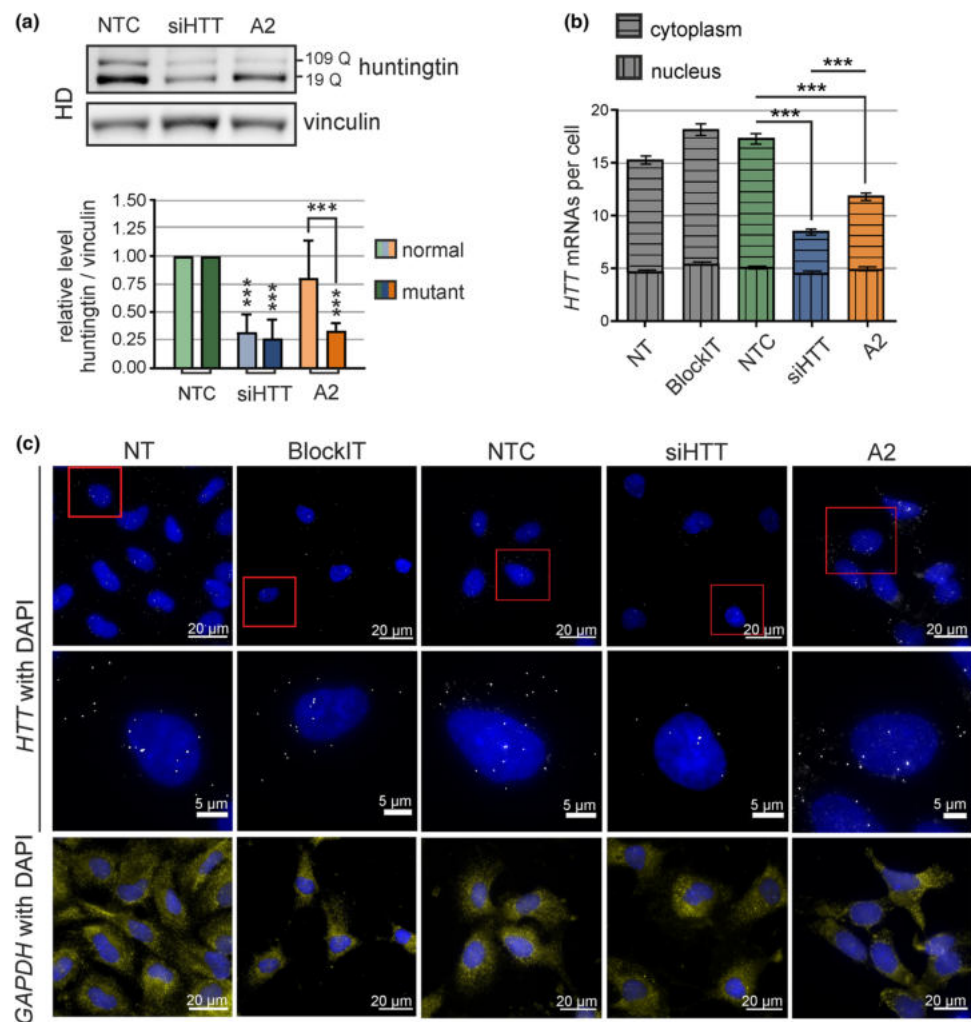 (a)
NTC siHTT A2
HD
109 Q
19 Q
huntingtin
vinculin
relative level
huntingtin / vinculin
1.50
1.25
1.00
0.75
0.50
0.25
0.00
***
***
***
***
normal
mutant
NTC siHTT A2
(b)
cytoplasm
nucleus
***
***
***
HTT mRNAs per cell
20
15
10
5
0
NT BlockIT NTC siHTT A2
(c)
NT BlockIT NTC siHTT A2
HTT with DAPI
20 µm 20 µm 20 µm 20 µm 20 µm
5 µm 5 µm 5 µm 5 µm 5 µm
GAPDH with DAPI
20 µm 20 µm 20 µm 20 µm 20 µm